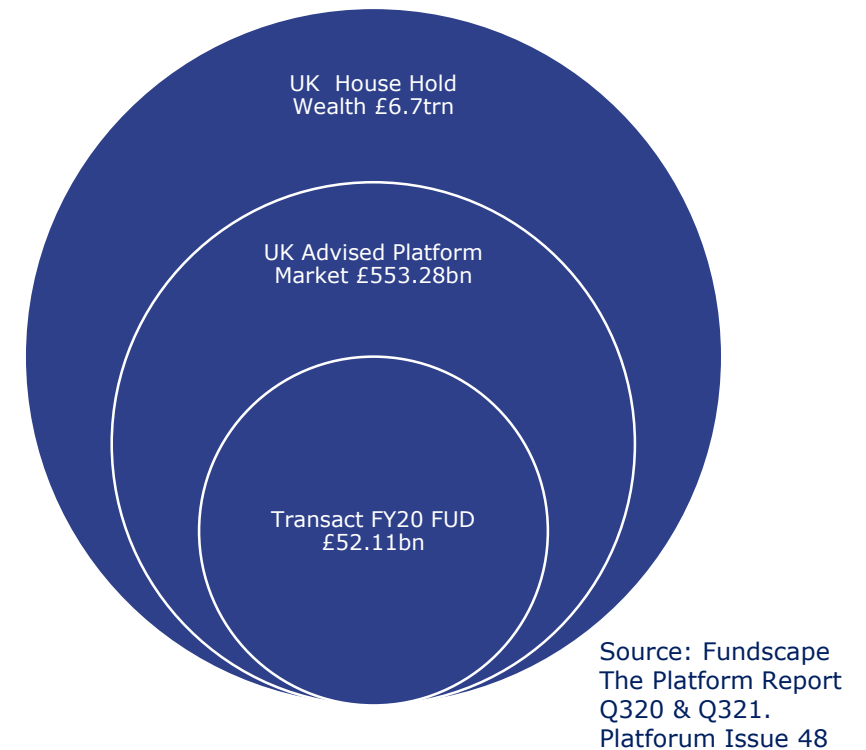 UK  House Hold
Wealth £6.7trn
UK Advised Platform
Market £553.28bn
Transact FY20 FUD
£52.11bn
Source: Fundscape
The Platform Report
Q320 & Q321.
Platforum Issue 48